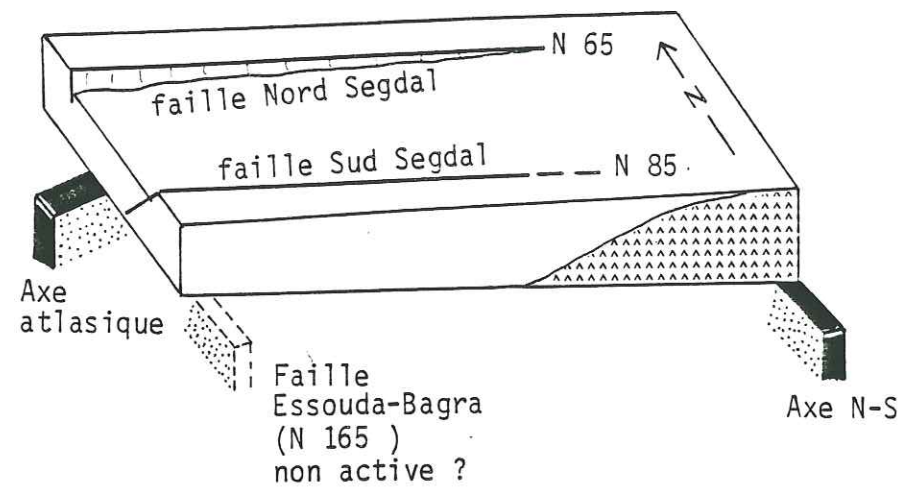 N 65
faille Nord Segdal
N
faille Sud Segdal
N 85
Axe
atlasique
Faille
Essouda-Bagra
(N 165 )
non active ?
Axe N-S